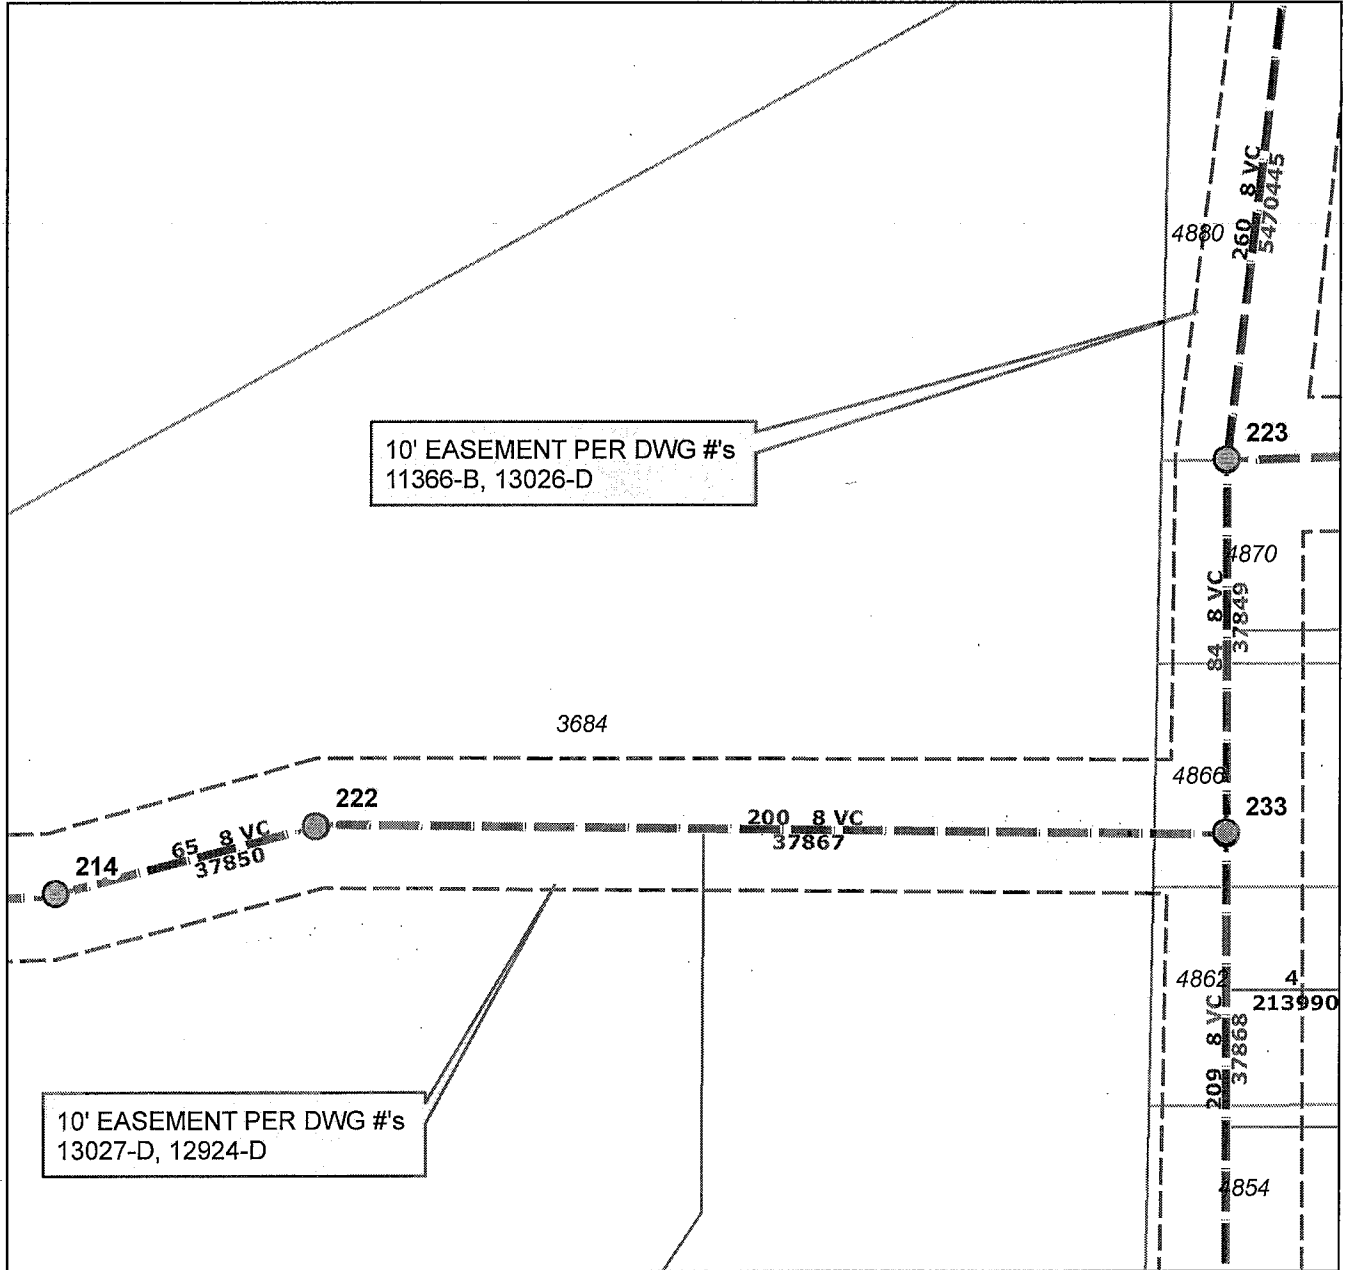 260 8 VC
5470445
4880
10' EASEMENT PER DWG #'s
11366-B, 13026-D
223
4870
84 8 VC
37849
3684
4866
222
200 8 VC
37867
233
65 8 VC
37850
214
4862
4
213990
209 8 VC
37868
10' EASEMENT PER DWG #'s
13027-D, 12924-D
4854